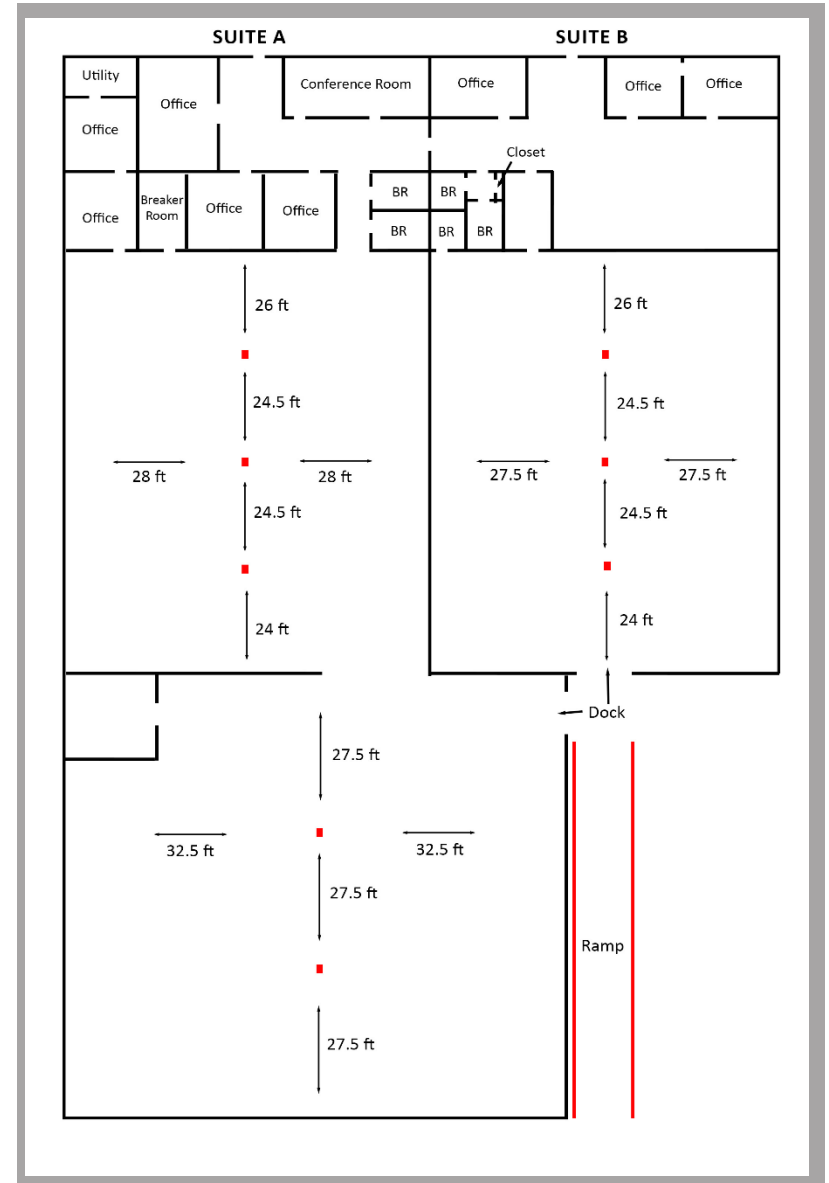 SUITE A
SUITE B
Utility
Office
Conference Room
Office
Office
Office
Office
Closet
BR
BR
Breaker
Room
Office
Office
Office
BR
BR
BR
26 ft
26 ft
24.5 ft
24.5 ft
28 ft
28 ft
27.5 ft
27.5 ft
24.5 ft
24.5 ft
24 ft
24 ft
Dock
27.5 ft
32.5 ft
32.5 ft
27.5 ft
Ramp
27.5 ft